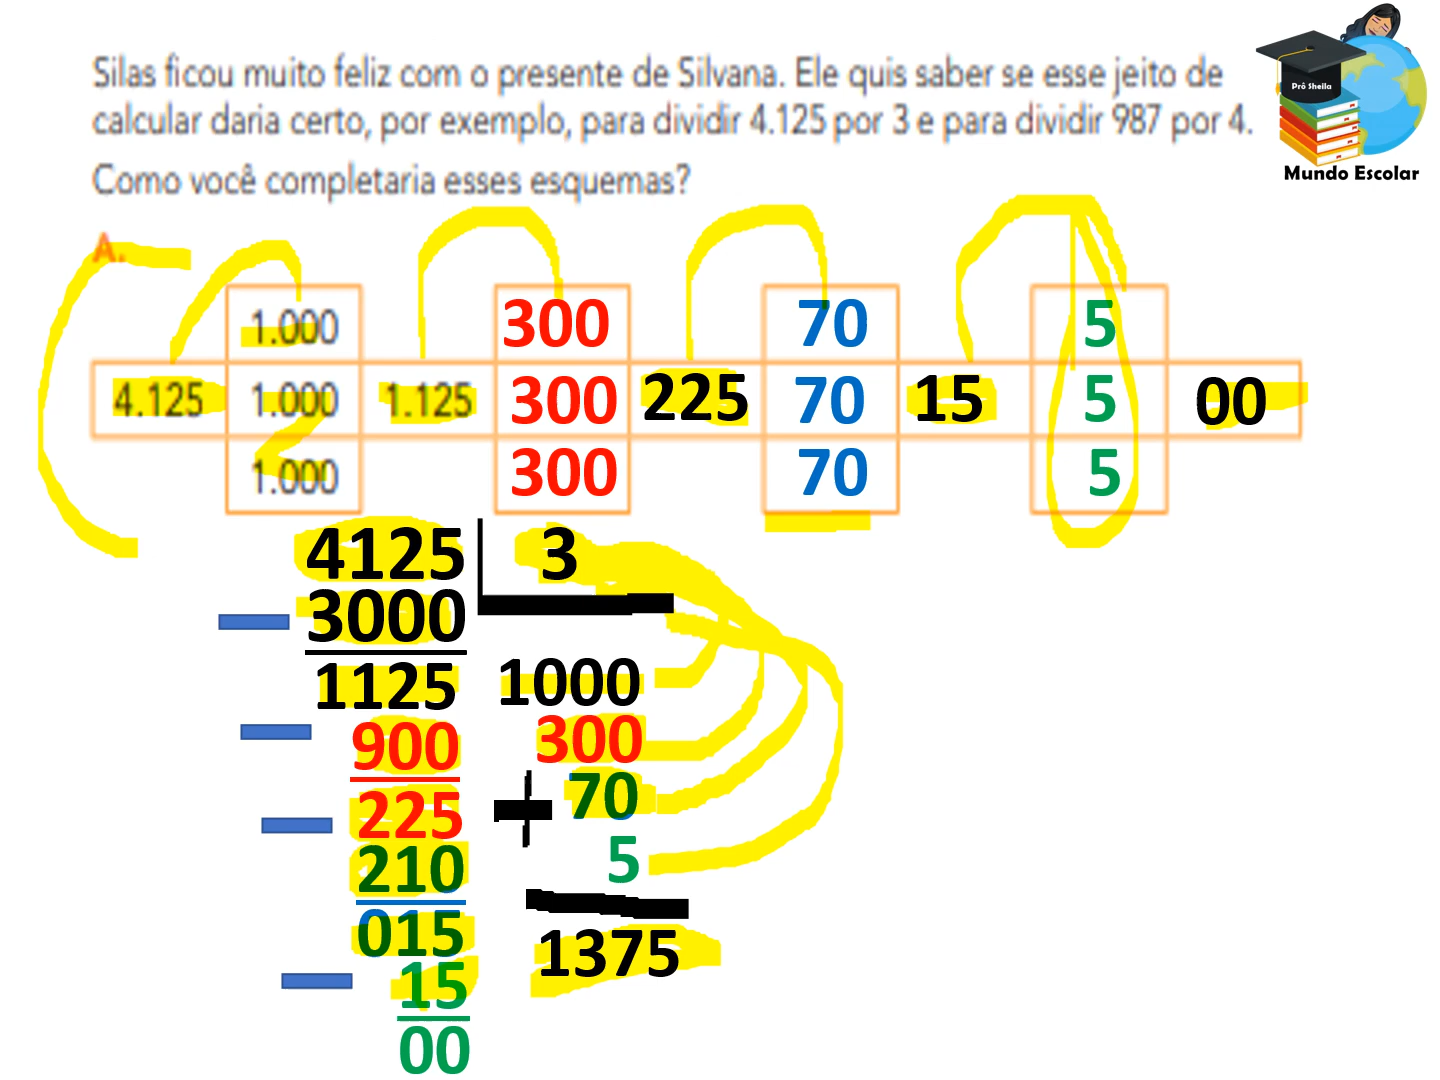 Silas ficou muito feliz com o presente de Silvana. Ele quis saber se esse jeito de
calcular daria certo, por exemplo, para dividir 4.125 por 3 e para dividir 987 por 4.
Como você completaria esses esquemas?
Prô Sheila
Mundo Escolar
A.
1.000 300 70 5
4.125 1.000 1.125 300 225 70 15 5 00
1.000 300 70 5
4125 3
3000
1125 1000
900 300
225 + 70
210 5
015 1375
15
00